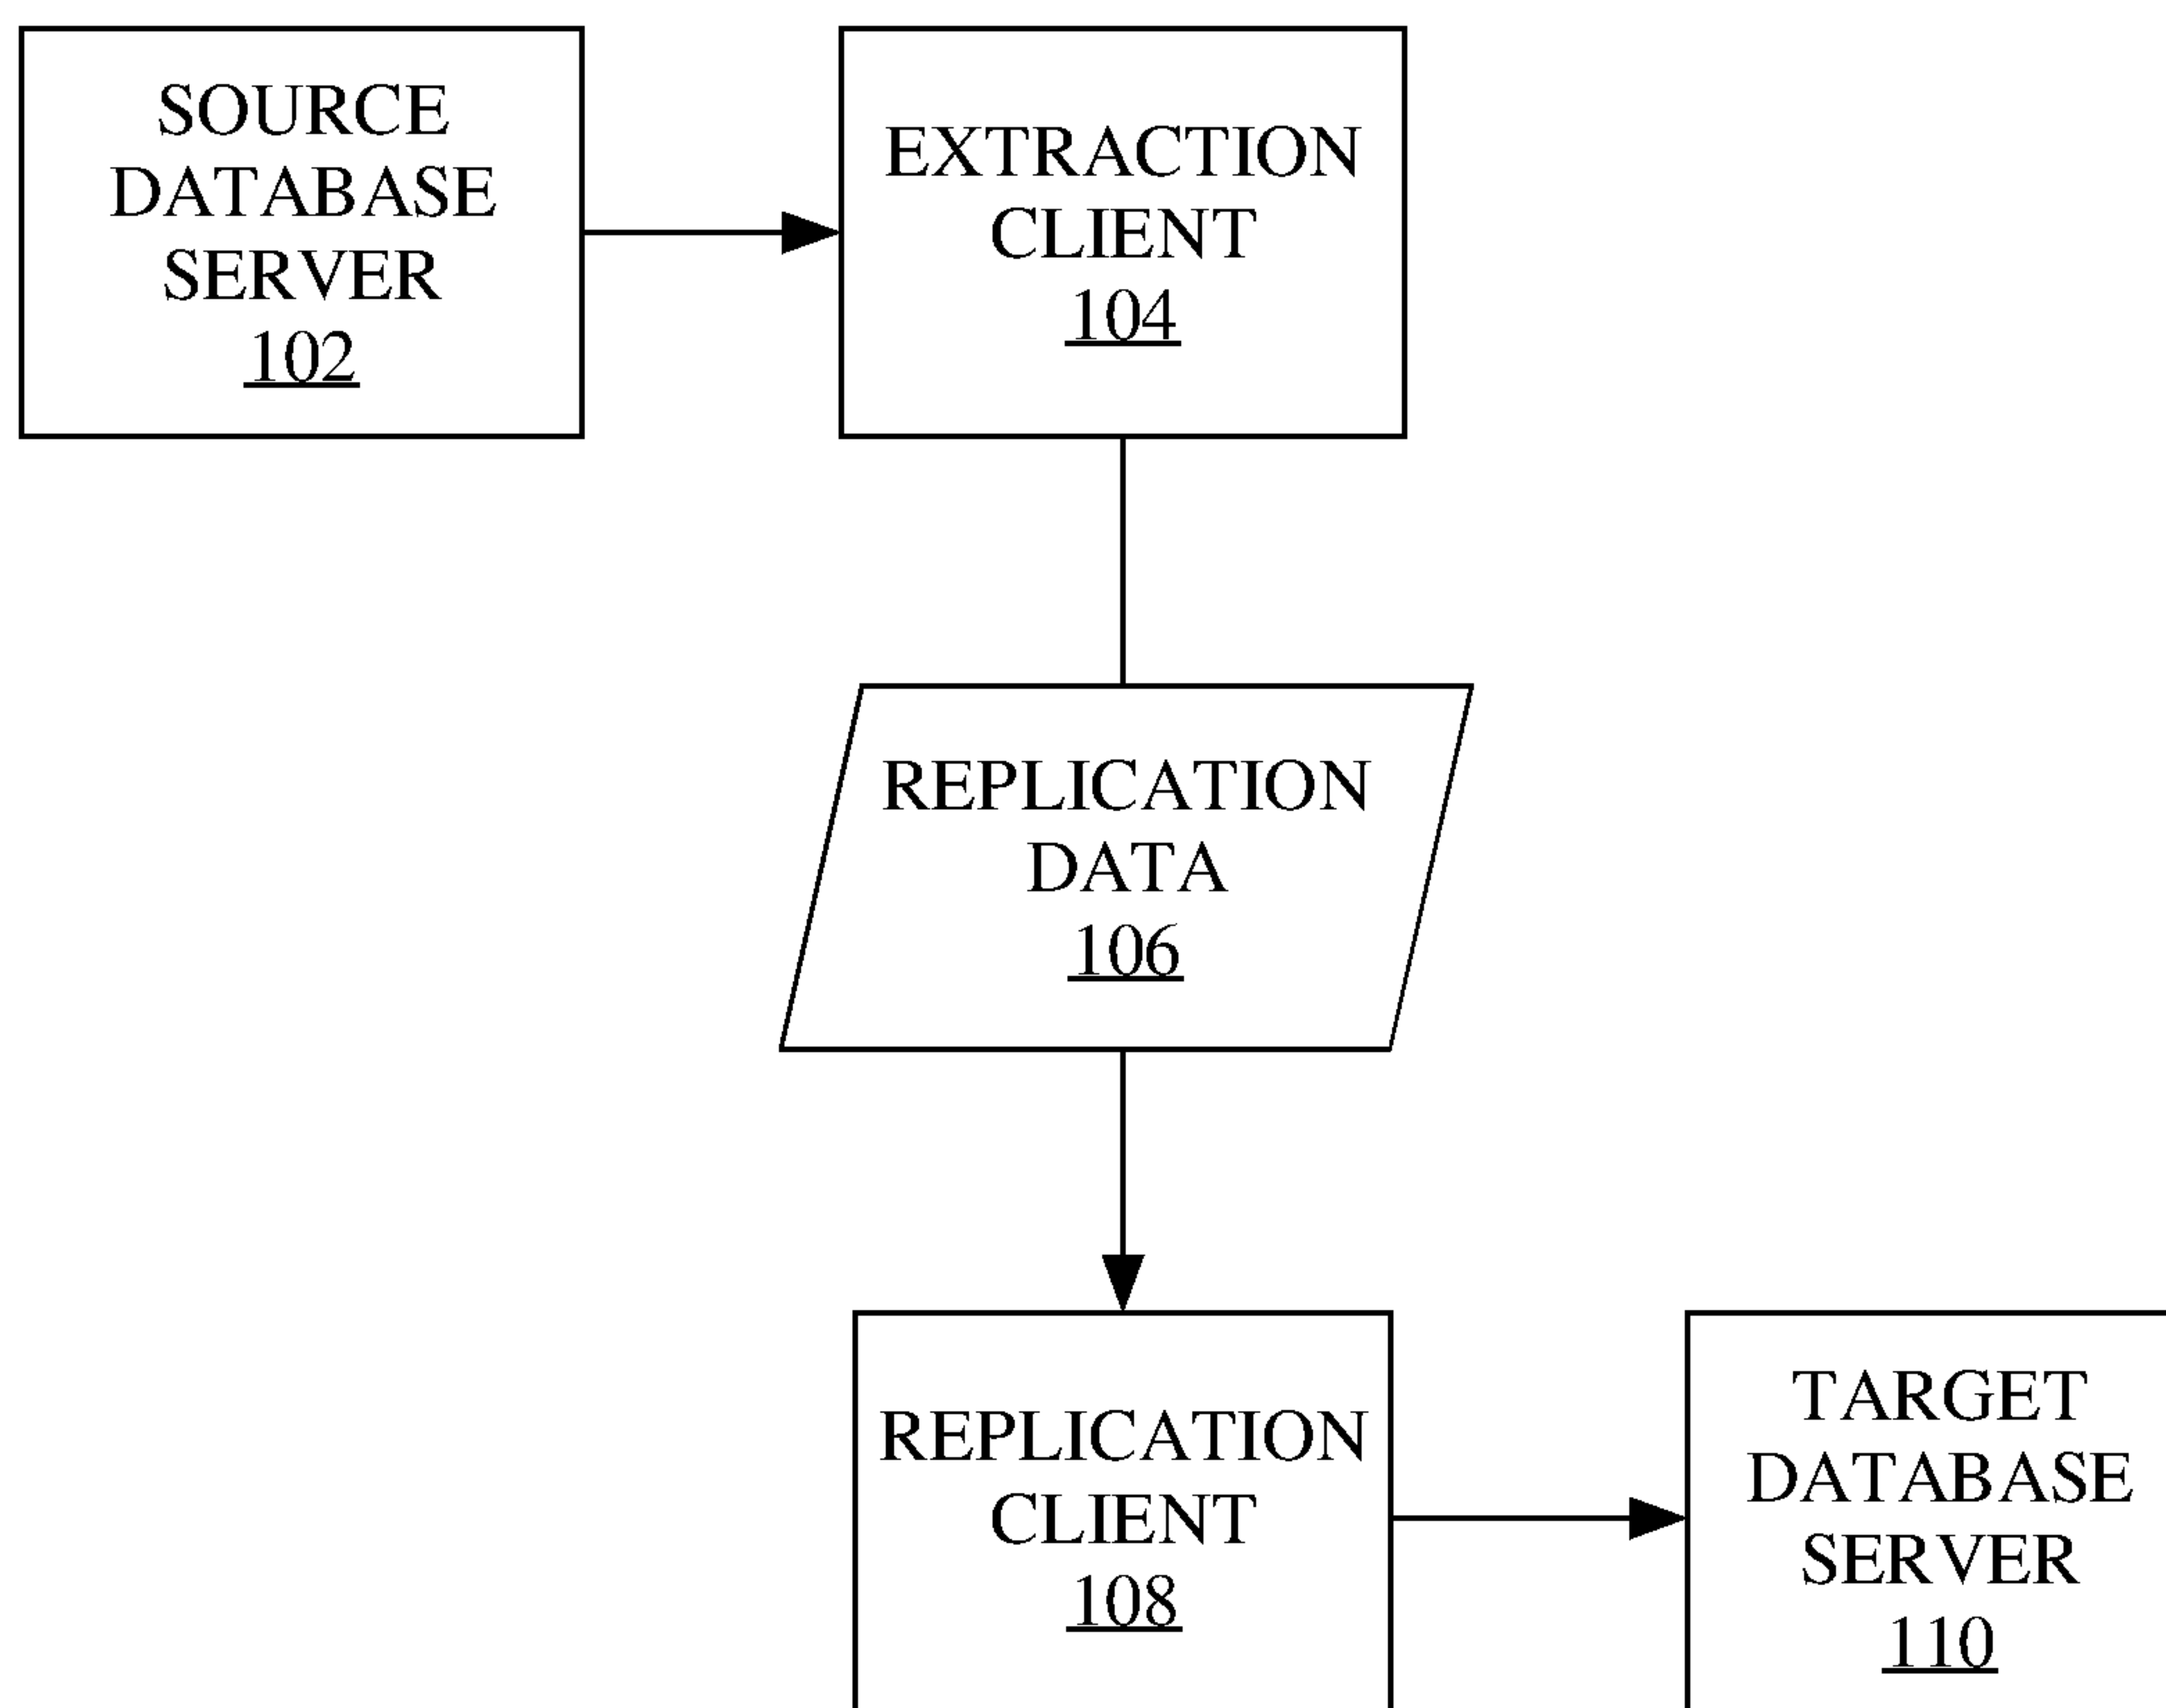 SOURCE
DATABASE
SERVER
102
EXTRACTION
CLIENT
104
REPLICATION
DATA
106
REPLICATION
CLIENT
108
TARGET
DATABASE
SERVER
110